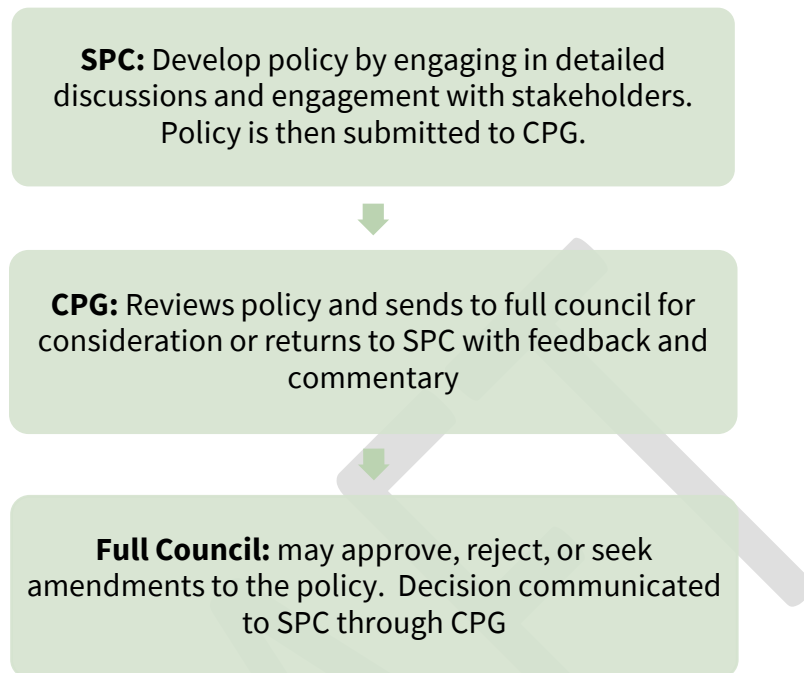 SPC: Develop policy by engaging in detailed
discussions and engagement with stakeholders.
Policy is then submitted to CPG.
CPG: Reviews policy and sends to full council for
consideration or returns to SPC with feedback and
commentary
Full Council: may approve, reject, or seek
amendments to the policy.  Decision communicated
to SPC through CPG